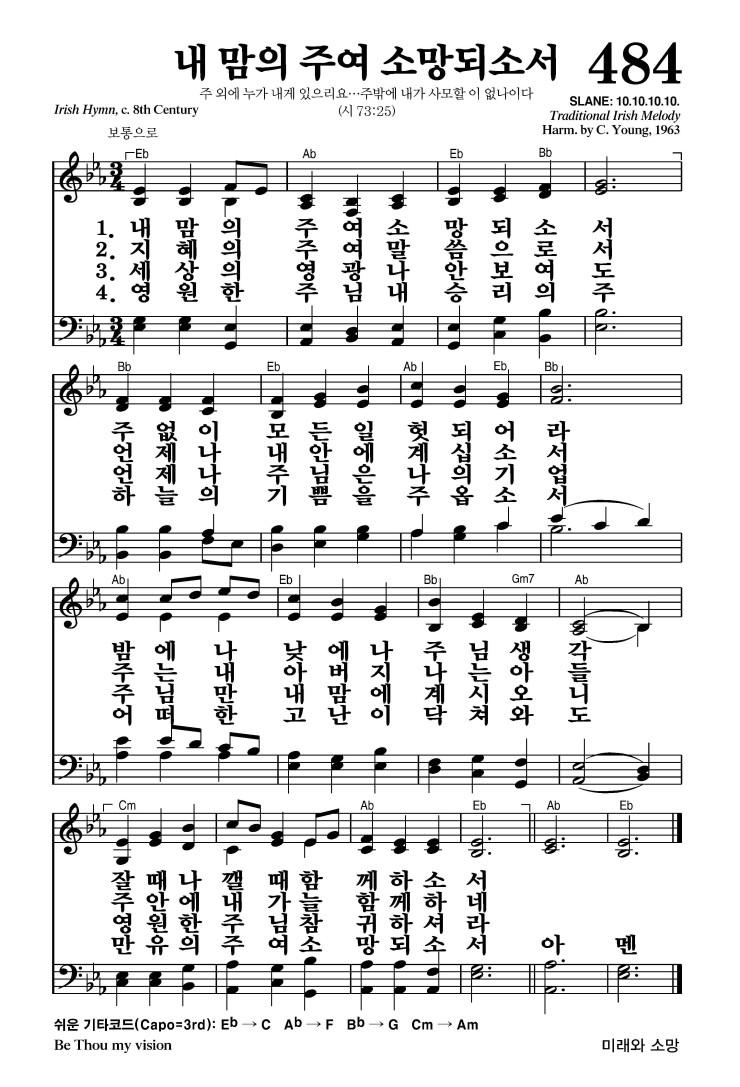 내 맘의 주여 소망되소서 484
주 외에 누가 내게 있으리요…주밖에 내가 사모할 이 없나이다
(시 73:25)
Irish Hymn, c. 8th Century
SLANE: 10.10.10.10.
Traditional Irish Melody
Harm. by C. Young, 1963
보통으로
Eb Ab Eb Bb
3/4
1. 내 맘 의 주 여 소 망 되 소 서
2. 지 혜 의 주 여 말 씀 으 로 서
3. 세 상 의 영 광 나 안 보 여 도
4. 영 원 한 주 님 내 승 리 의 주
3/4
Bb Eb Ab Eb Bb
주 없 이 모 든 일 헛 되 어 라
언 제 나 내 안 에 계 십 소 서
언 제 나 주 님 은 나 의 기 업
하 늘 의 기 쁨 을 주 옵 소 서
Ab Eb Bb Gm7 Ab
밤 에 나 낮 에 나 주 님 생 각
주 는 내 아 버 지 나 는 아 들
주 님 만 내 맘 에 계 시 오 니
어 떠 한 고 난 이 닥 쳐 와 도
Cm Ab Eb Ab Eb
잘 때 나 깰 때 함 께 하 소 서
주 안 에 내 가 늘 함 께 하 네
영 원 한 주 님 참 귀 하 셔 라
만 유 의 주 여 소 망 되 소 서 아 멘
쉬운 기타코드(Capo=3rd): Eb → C Ab → F Bb → G Cm → Am
Be Thou my vision
미래와 소망